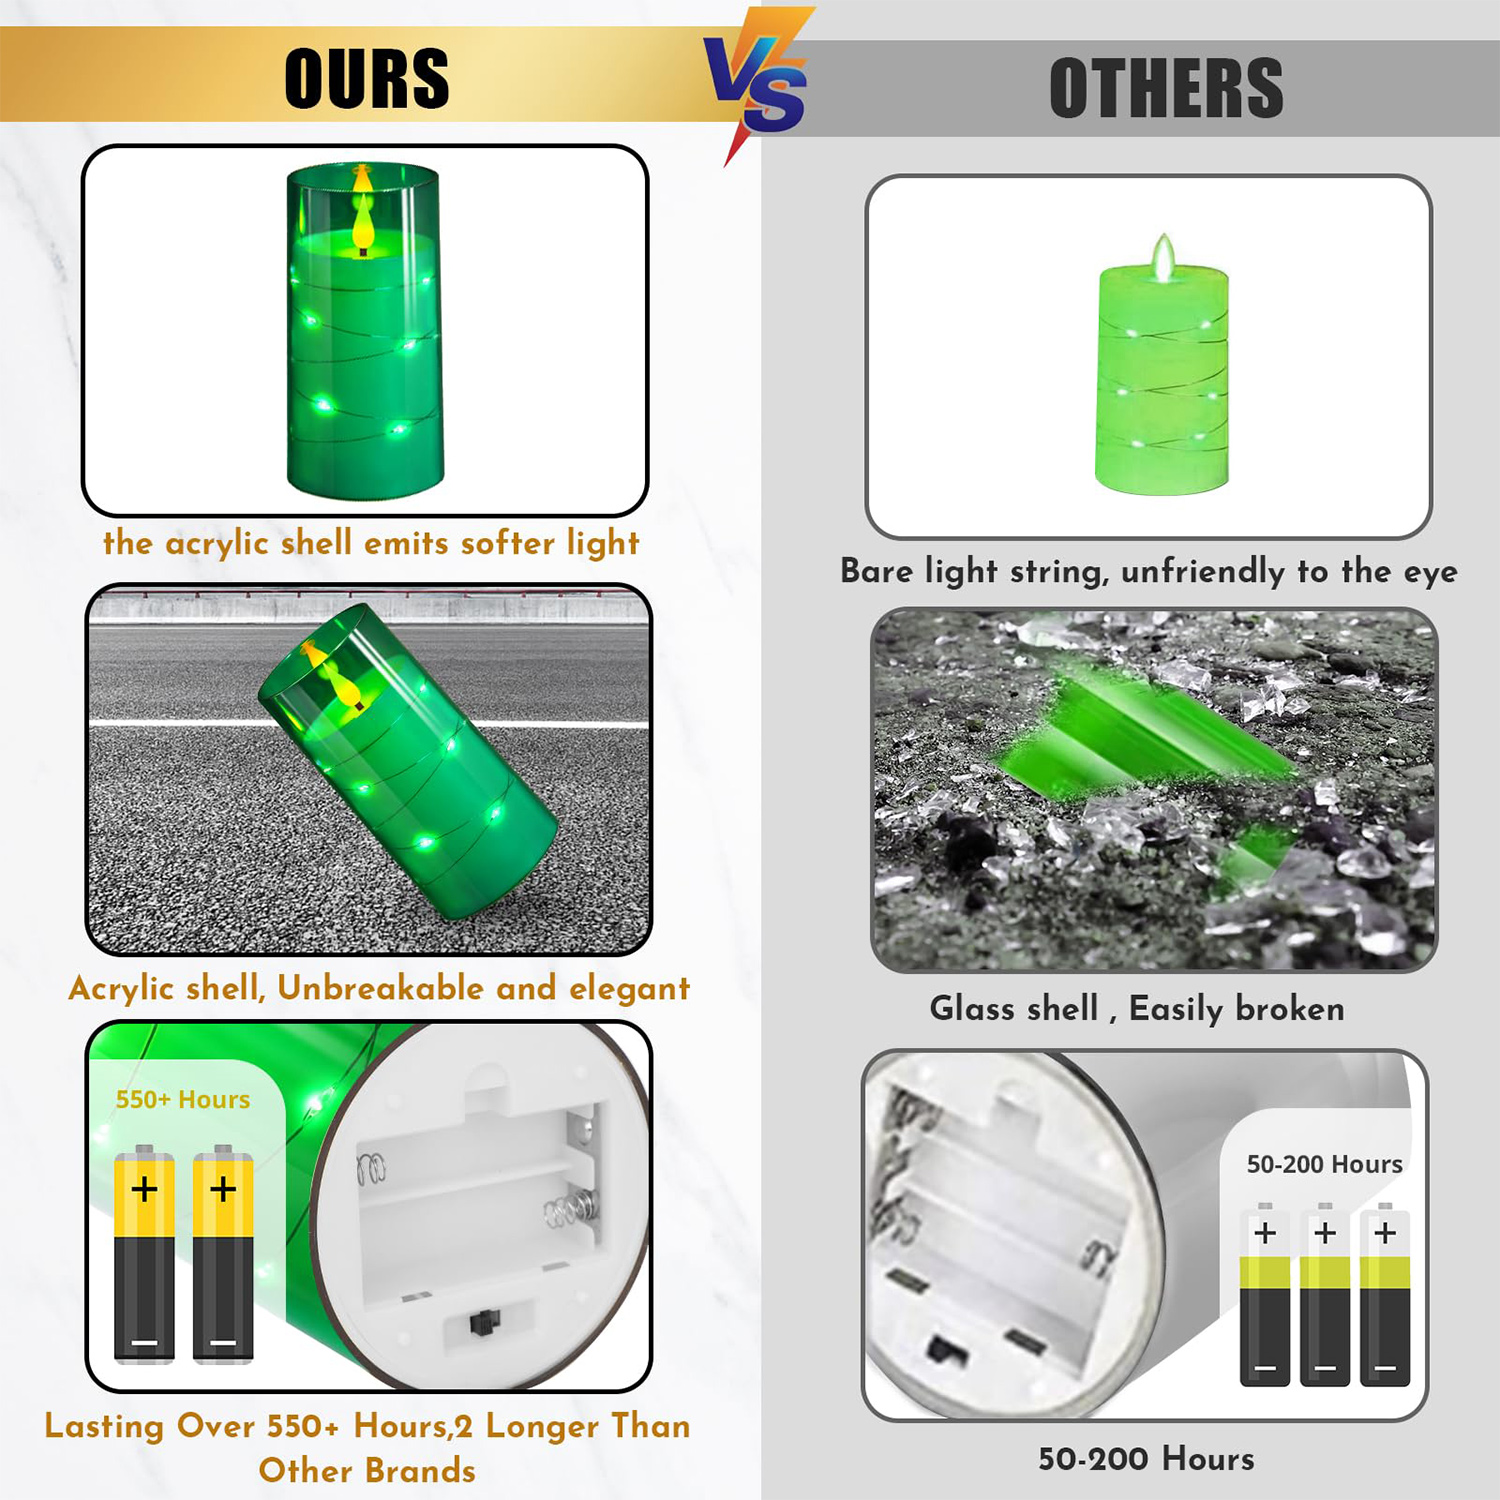 OURS
VS
OTHERS
the acrylic shell emits softer light
Bare light string, unfriendly to the eye
Acrylic shell, Unbreakable and elegant
Glass shell , Easily broken
550+ Hours
+ +
50-200 Hours
+ + +
Lasting Over 550+ Hours,2 Longer Than
Other Brands
50-200 Hours